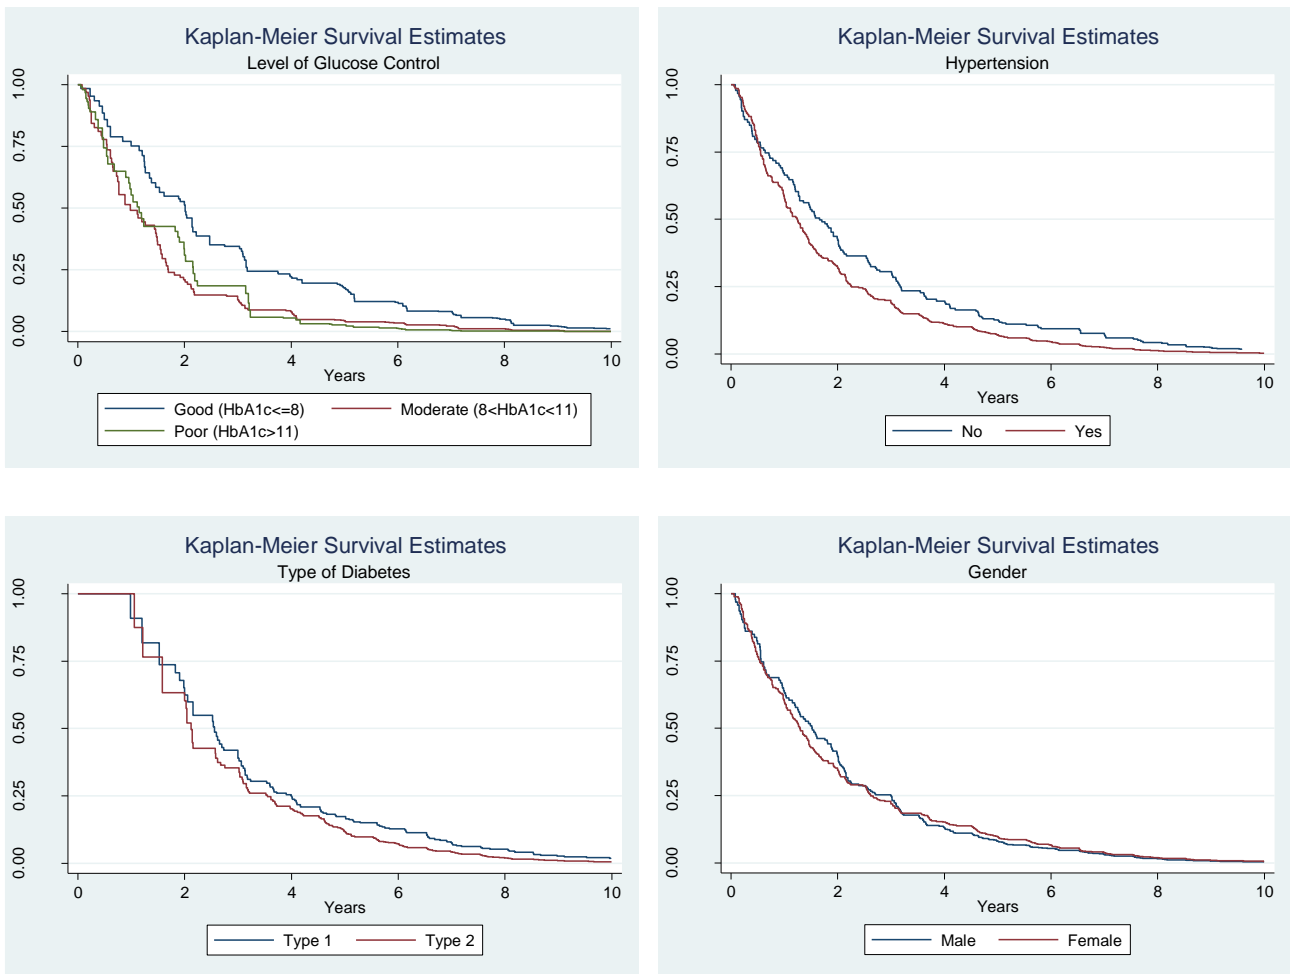 Kaplan-Meier Survival Estimates
Level of Glucose Control
1.00
0.75
0.50
0.25
0.00
0 2 4 6 8 10
Years
Good (HbA1c<=8) Moderate (8<HbA1c<11)
Poor (HbA1c>11)
Kaplan-Meier Survival Estimates
Hypertension
1.00
0.75
0.50
0.25
0.00
0 2 4 6 8 10
Years
No Yes
Kaplan-Meier Survival Estimates
Type of Diabetes
1.00
0.75
0.50
0.25
0.00
0 2 4 6 8 10
Years
Type 1 Type 2
Kaplan-Meier Survival Estimates
Gender
1.00
0.75
0.50
0.25
0.00
0 2 4 6 8 10
Years
Male Female